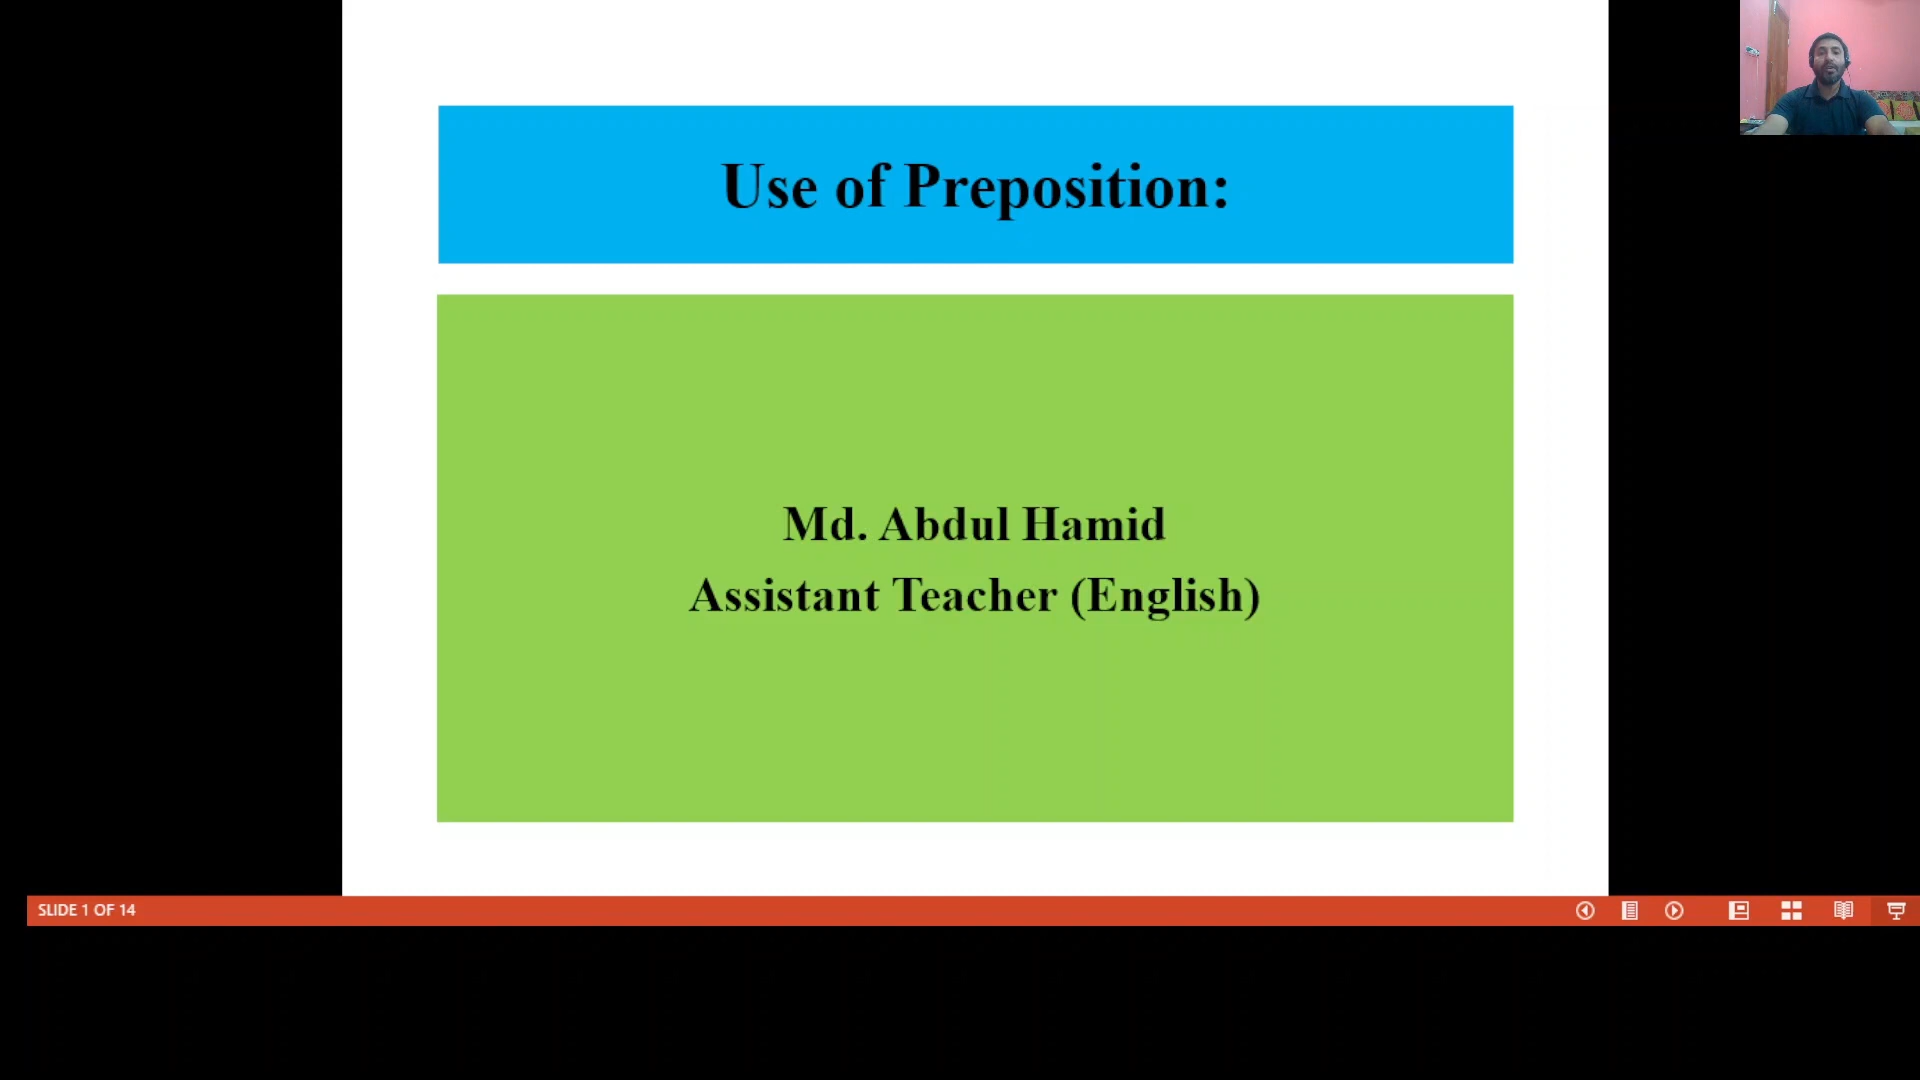 Use of Preposition:
Md. Abdul Hamid
Assistant Teacher (English)
SLIDE 1 OF 14